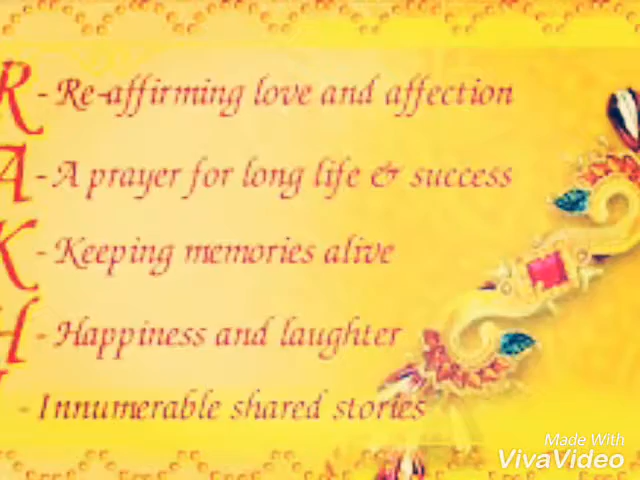 R - Re-affirming love and affection
A - A prayer for long life & success
K - Keeping memories alive
H - Happiness and laughter
I - Innumerable shared stories
Made With
VivaVideo